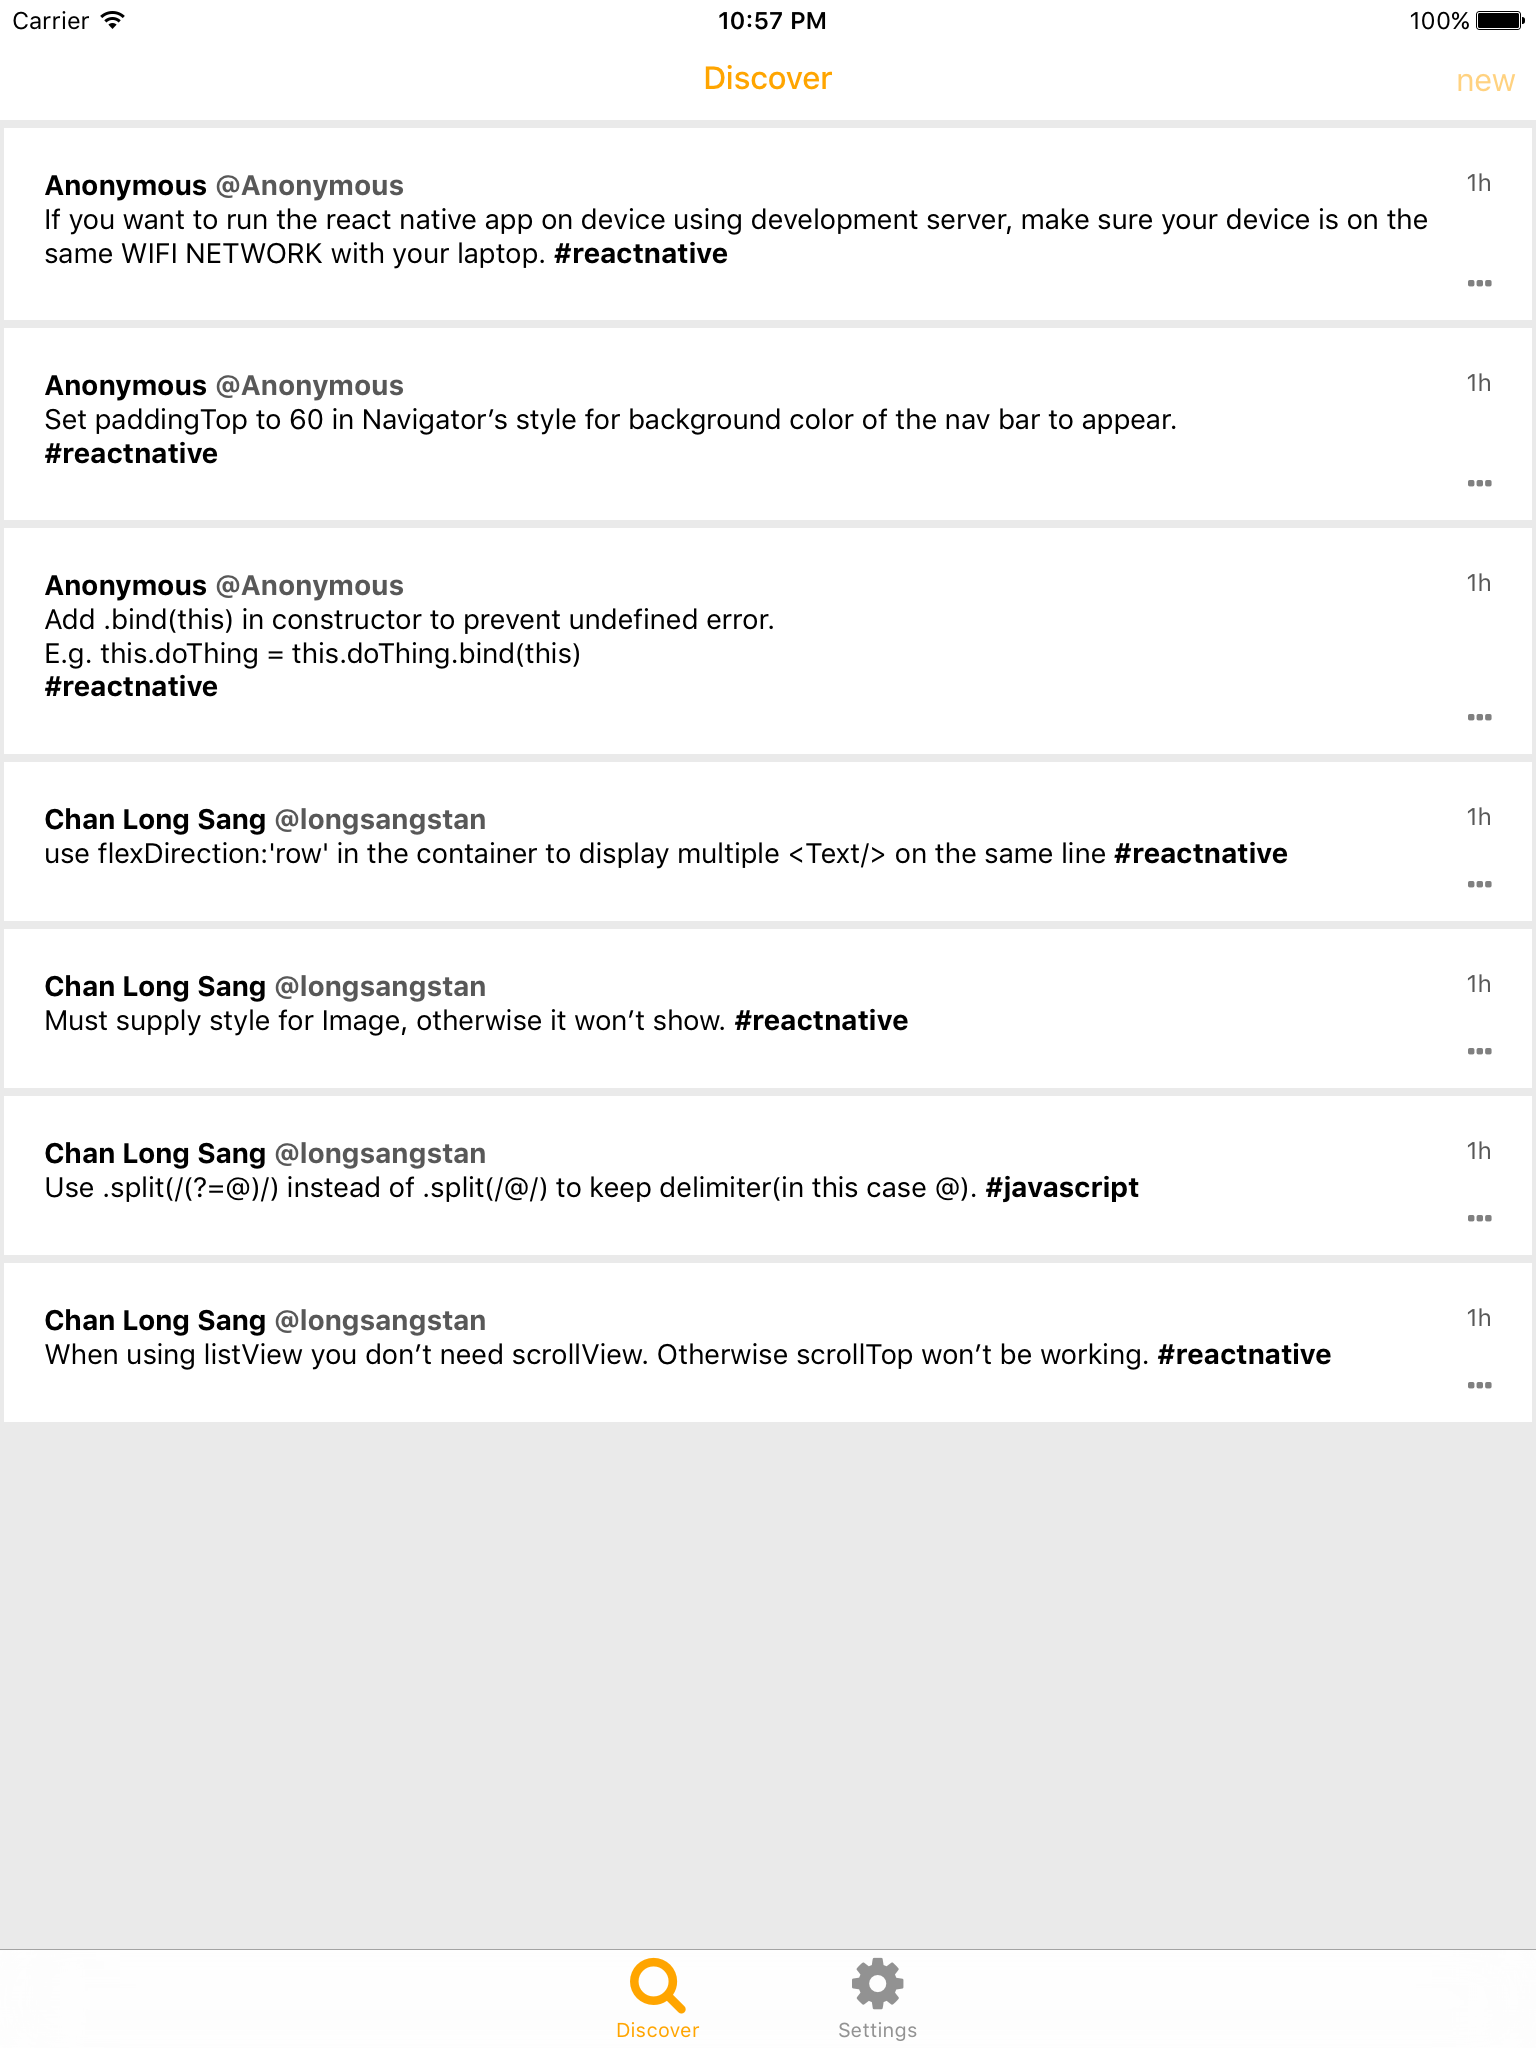 Carrier 10:57 PM 100%
Discover new
Anonymous @Anonymous 1h
If you want to run the react native app on device using development server, make sure your device is on the
same WIFI NETWORK with your laptop. #reactnative
Anonymous @Anonymous 1h
Set paddingTop to 60 in Navigator’s style for background color of the nav bar to appear.
#reactnative
Anonymous @Anonymous 1h
Add .bind(this) in constructor to prevent undefined error.
E.g. this.doThing = this.doThing.bind(this)
#reactnative
Chan Long Sang @longsangstan 1h
use flexDirection:'row' in the container to display multiple <Text/> on the same line #reactnative
Chan Long Sang @longsangstan 1h
Must supply style for Image, otherwise it won’t show. #reactnative
Chan Long Sang @longsangstan 1h
Use .split(/(?=@)/) instead of .split(/@/) to keep delimiter(in this case @). #javascript
Chan Long Sang @longsangstan 1h
When using listView you don’t need scrollView. Otherwise scrollTop won’t be working. #reactnative
Discover Settings